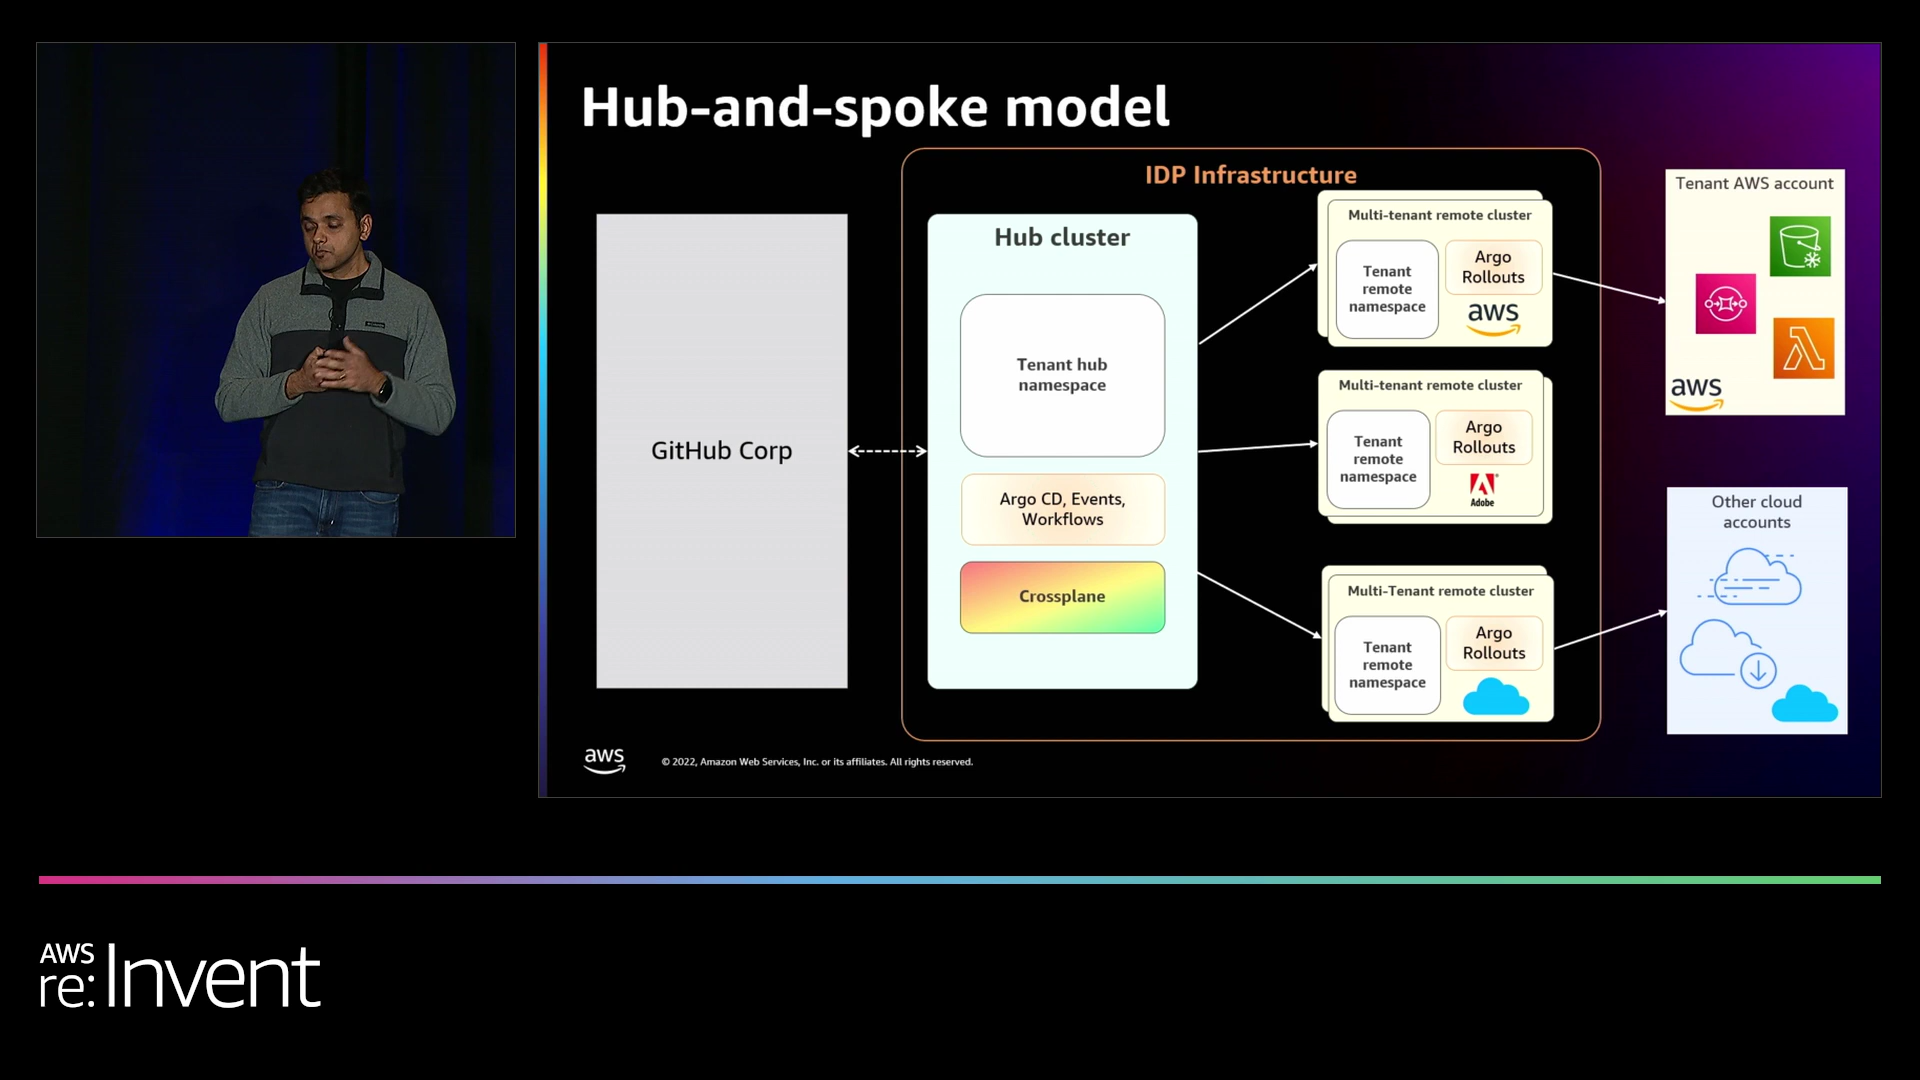 Hub-and-spoke model
IDP Infrastructure
GitHub Corp
Hub cluster
Tenant hub
namespace
Argo CD, Events,
Workflows
Crossplane
Multi-tenant remote cluster
Tenant
remote
namespace
Argo
Rollouts
aws
Multi-tenant remote cluster
Tenant
remote
namespace
Argo
Rollouts
Adobe
Multi-Tenant remote cluster
Tenant
remote
namespace
Argo
Rollouts
Tenant AWS account
aws
Other cloud
accounts
aws
© 2022, Amazon Web Services, Inc. or its affiliates. All rights reserved.
AWS
re:Invent